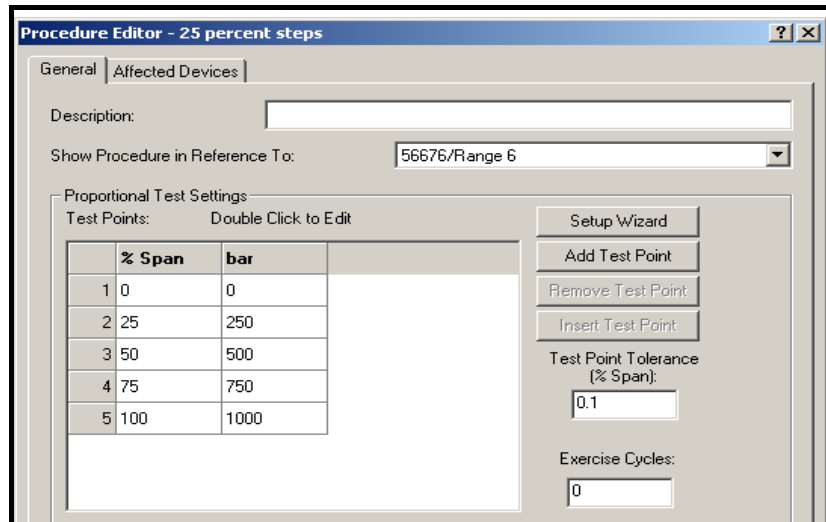 Procedure Editor - 25 percent steps
General Affected Devices
Description:
Show Procedure in Reference To: 56676/Range 6
Proportional Test Settings
Test Points: Double Click to Edit
% Span bar
1 0 0
2 25 250
3 50 500
4 75 750
5 100 1000
Setup Wizard
Add Test Point
Remove Test Point
Insert Test Point
Test Point Tolerance
(% Span):
0.1
Exercise Cycles:
0